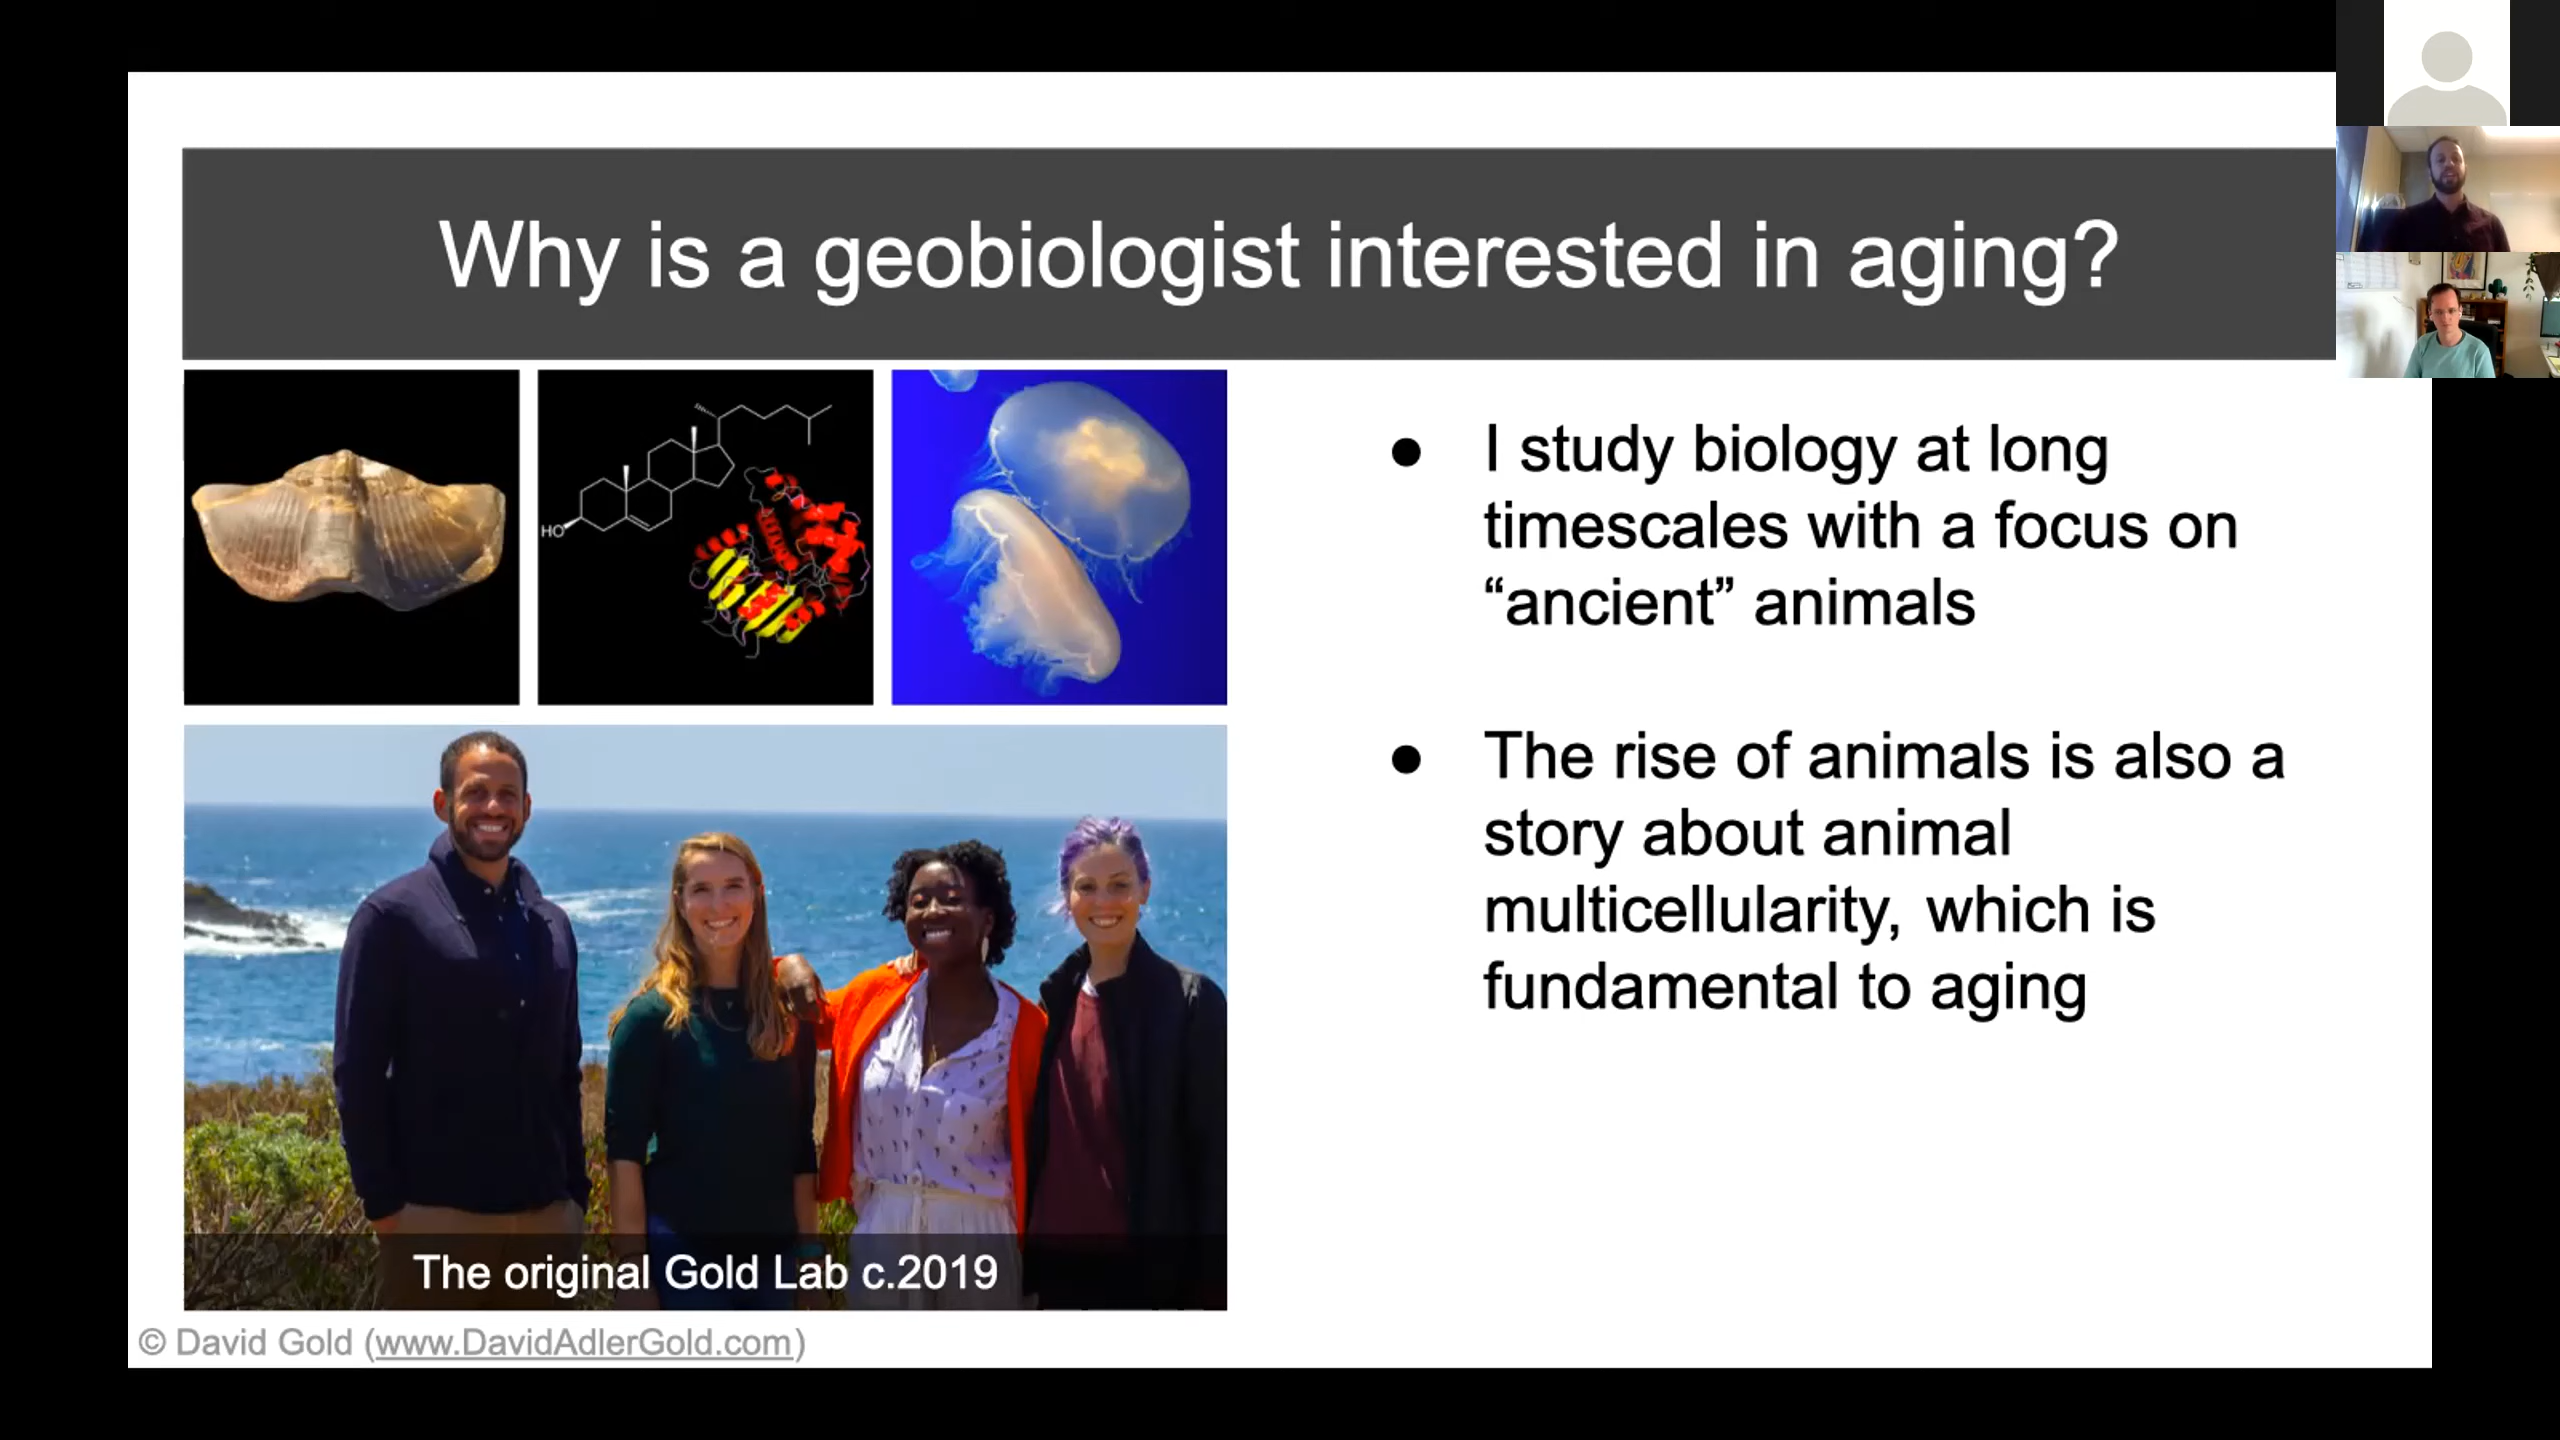 Why is a geobiologist interested in aging?
HO
● I study biology at long
timescales with a focus on
“ancient” animals
● The rise of animals is also a
story about animal
multicellularity, which is
fundamental to aging
The original Gold Lab c.2019
© David Gold (www.DavidAdlerGold.com)